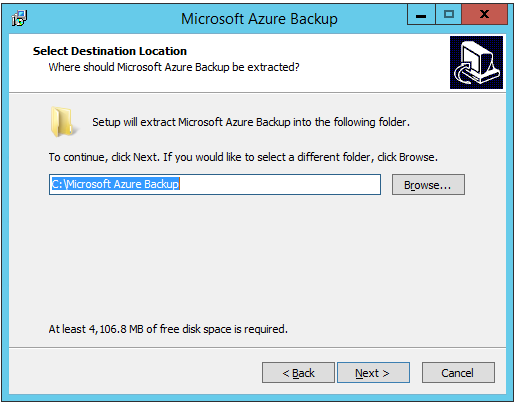 Microsoft Azure Backup
Select Destination Location
Where should Microsoft Azure Backup be extracted?
Setup will extract Microsoft Azure Backup into the following folder.
To continue, click Next. If you would like to select a different folder, click Browse.
C:\Microsoft Azure Backup
Browse...
At least 4,106.8 MB of free disk space is required.
< Back
Next >
Cancel